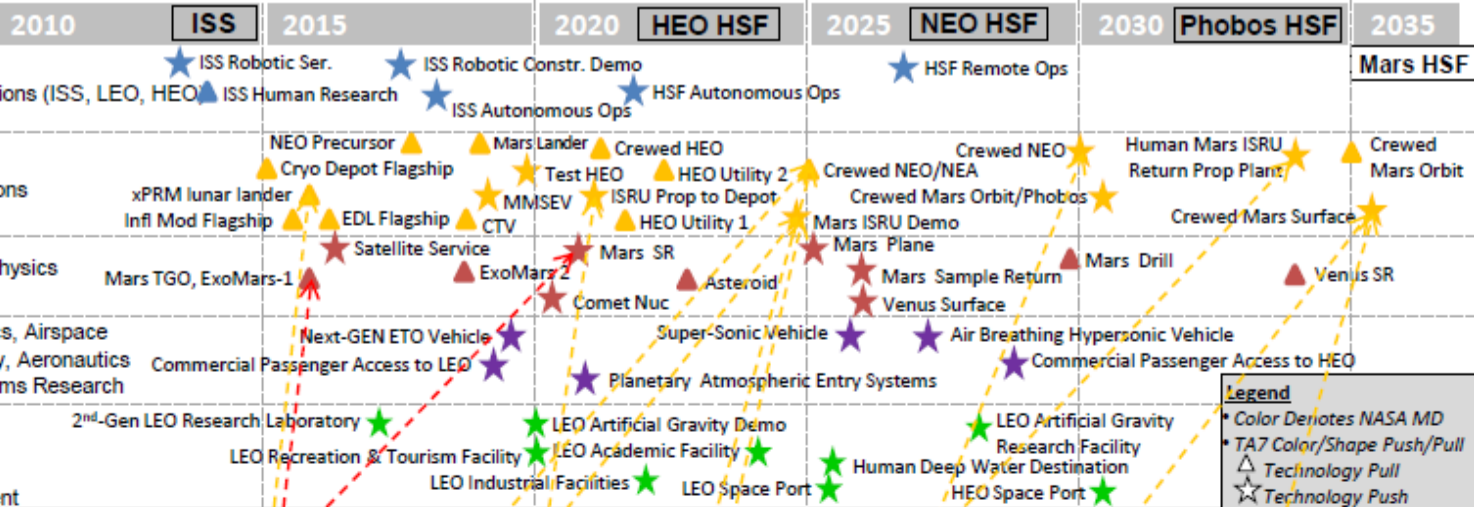 2010 ISS 2015 2020 HEO HSF 2025 NEO HSF 2030 Phobos HSF 2035
Mars HSF
ISS Robotic Ser. ISS Robotic Constr. Demo HSF Remote Ops
ions (ISS, LEO, HEO) ISS Human Research ISS Autonomous Ops HSF Autonomous Ops
NEO Precursor Mars Lander Crewed HEO Crewed NEO Human Mars ISRU Crewed
Cryo Depot Flagship Test HEO HEO Utility 2 Crewed NEO/NEA Return Prop Plant Mars Orbit
ons xPRM lunar lander MMSEV ISRU Prop to Depot Crewed Mars Orbit/Phobos
Infl Mod Flagship EDL Flagship CTV HEO Utility 1 Mars ISRU Demo Crewed Mars Surface
Satellite Service Mars SR Mars Plane
hysics Mars TGO, ExoMars-1 ExoMars 2 Asteroid Mars Sample Return Mars Drill Venus SR
Comet Nuc Venus Surface
cs, Airspace Next-GEN ETO Vehicle Super-Sonic Vehicle Air Breathing Hypersonic Vehicle
y, Aeronautics Commercial Passenger Access to LEO Commercial Passenger Access to HEO
ms Research Planetary Atmospheric Entry Systems
2nd-Gen LEO Research Laboratory LEO Artificial Gravity Demo LEO Artificial Gravity
Research Facility
LEO Recreation & Tourism Facility LEO Academic Facility Human Deep Water Destination
LEO Industrial Facilities LEO Space Port HEO Space Port
ent
Legend
• Color Denotes NASA MD
• TA7 Color/Shape Push/Pull
Technology Pull
Technology Push